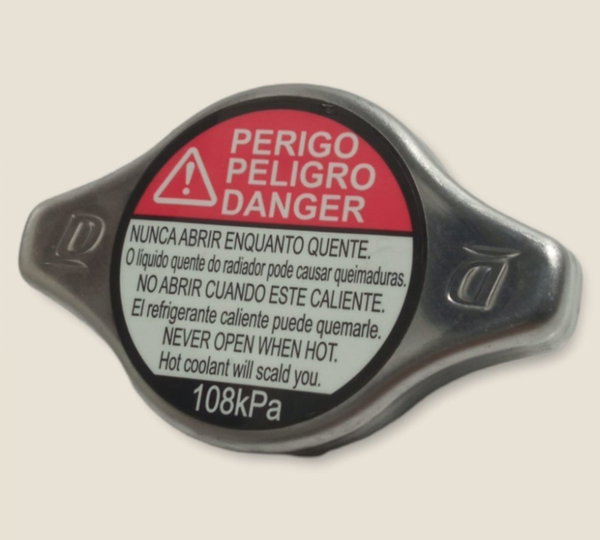 PERIGO
PELIGRO
DANGER
NUNCA ABRIR ENQUANTO QUENTE.
O líquido quente do radiador pode causar queimaduras.
NO ABRIR CUANDO ESTE CALIENTE.
El refrigerante caliente puede quemarle.
NEVER OPEN WHEN HOT.
Hot coolant will scald you.
108kPa
D
D